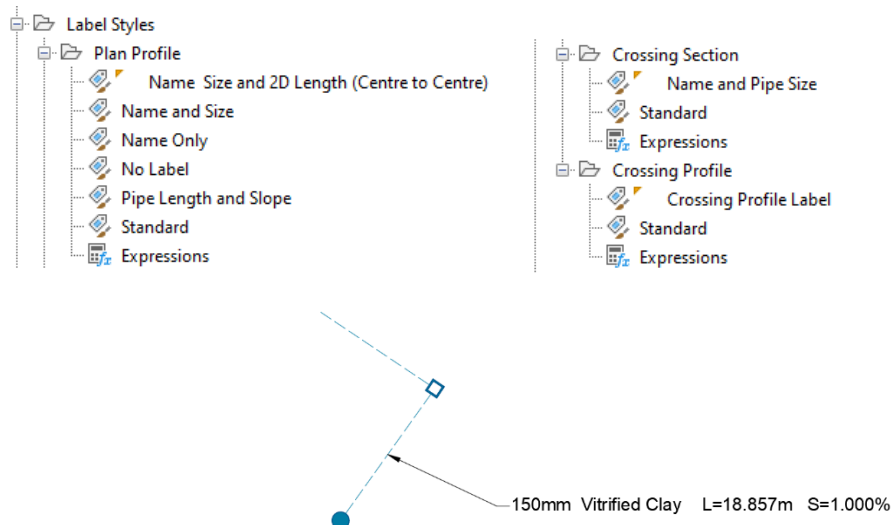 Label Styles
Plan Profile
Name Size and 2D Length (Centre to Centre)
Name and Size
Name Only
No Label
Pipe Length and Slope
Standard
Expressions
Crossing Section
Name and Pipe Size
Standard
Expressions
Crossing Profile
Crossing Profile Label
Standard
Expressions
150mm Vitrified Clay L=18.857m S=1.000%